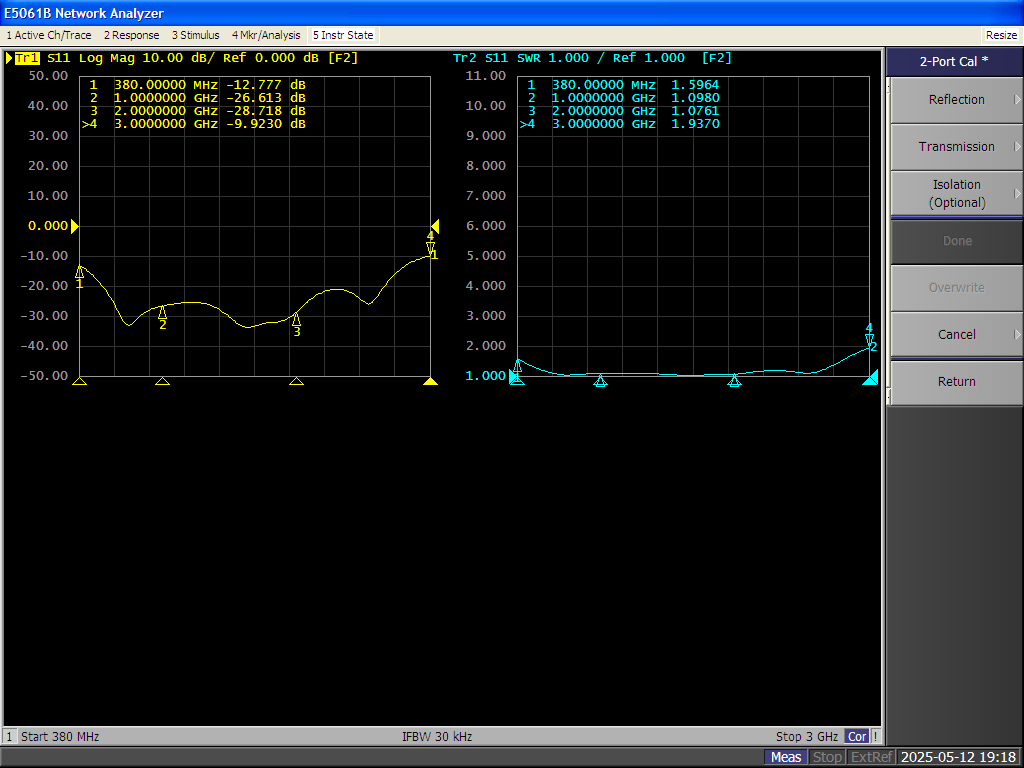 E5061B Network Analyzer
1 Active Ch/Trace 2 Response 3 Stimulus 4 Mkr/Analysis 5 Instr State Resize
Tr1 S11 Log Mag 10.00 dB/ Ref 0.000 dB [F2]
50.00
40.00
30.00
20.00
10.00
0.000
-10.00
-20.00
-30.00
-40.00
-50.00
1 380.00000 MHz -12.777 dB
2 1.0000000 GHz -26.613 dB
3 2.0000000 GHz -28.718 dB
>4 3.0000000 GHz -9.9230 dB
1
2
3
4
1
Tr2 S11 SWR 1.000 / Ref 1.000 [F2]
11.00
10.00
9.000
8.000
7.000
6.000
5.000
4.000
3.000
2.000
1.000
1 380.00000 MHz 1.5964
2 1.0000000 GHz 1.0980
3 2.0000000 GHz 1.0761
>4 3.0000000 GHz 1.9370
4
2
2-Port Cal *
Reflection
Transmission
Isolation
(Optional)
Done
Overwrite
Cancel
Return
1 Start 380 MHz IFBW 30 kHz Stop 3 GHz Cor !
Meas Stop ExtRef 2025-05-12 19:18